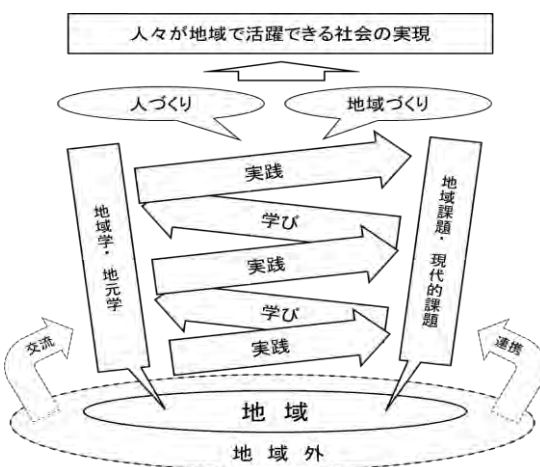 人々が地域で活躍できる社会の実現
人づくり
地域づくり
実践
学び
実践
学び
実践
地域学・地元学
地域課題・現代的課題
交流
連携
地域
地域外